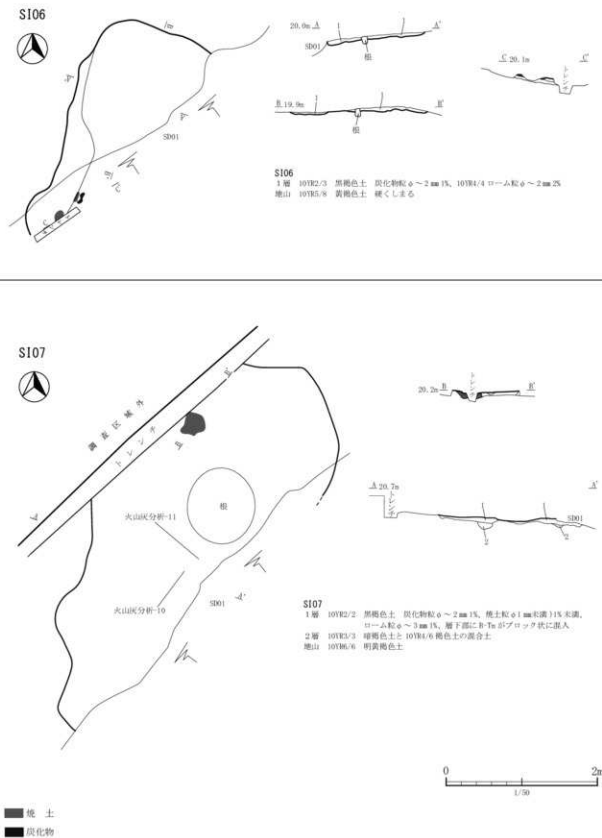 SI06
SD01
20.0m A A'
SD01
根
B 19.9m B'
1
根
C 20.1m C'
トレンチ
SI06
1層 10YR2/3 黒褐色土 炭化物粒φ～2㎜1%、10YR4/4 ローム粒φ～2㎜2%
地山 10YR5/8 黄褐色土 硬くしまる
SI07
調査区域外
トレンチ
根
火山灰分析-11
火山灰分析-10
SD01
トレンチ
20.2m B B'
A 20.7m A'
トレンチ
1
SD01
2
2
SI07
1層 10YR2/2 黒褐色土 炭化物粒φ～2㎜1%、焼土粒φ1㎜未満)1%未満、
ローム粒φ～3㎜1%、層下部にB-Tmがブロック状に混入
2層 10YR3/3 暗褐色土と10YR4/6 褐色土の混合土
地山 10YR6/6 明黄褐色土
0 2m
1/50
焼 土
炭化物